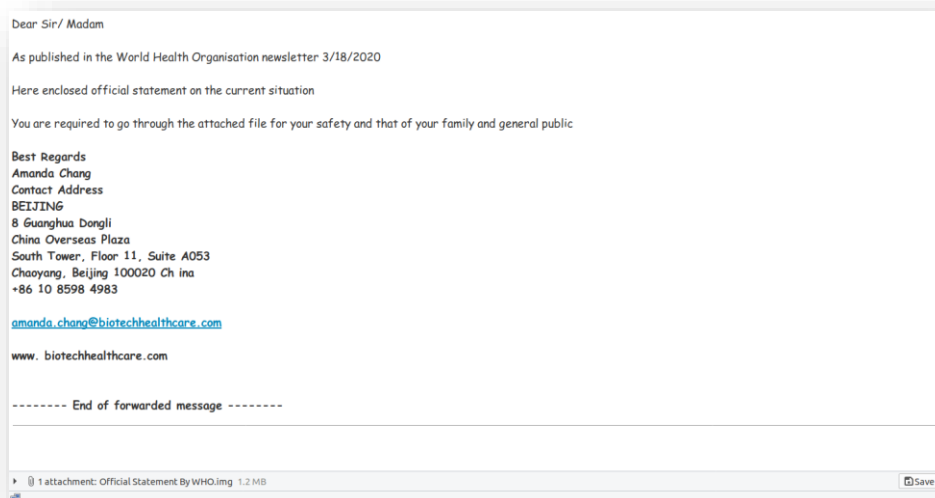 Dear Sir/ Madam
As published in the World Health Organisation newsletter 3/18/2020
Here enclosed official statement on the current situation
You are required to go through the attached file for your safety and that of your family and general public
Best Regards
Amanda Chang
Contact Address
BEIJING
8 Guanghua Dongli
China Overseas Plaza
South Tower, Floor 11, Suite A053
Chaoyang, Beijing 100020 Ch ina
+86 10 8598 4983
amanda.chang@biotechhealthcare.com
www. biotechhealthcare.com
-------- End of forwarded message --------
1 attachment: Official Statement By WHO.img 1.2 MB
Save